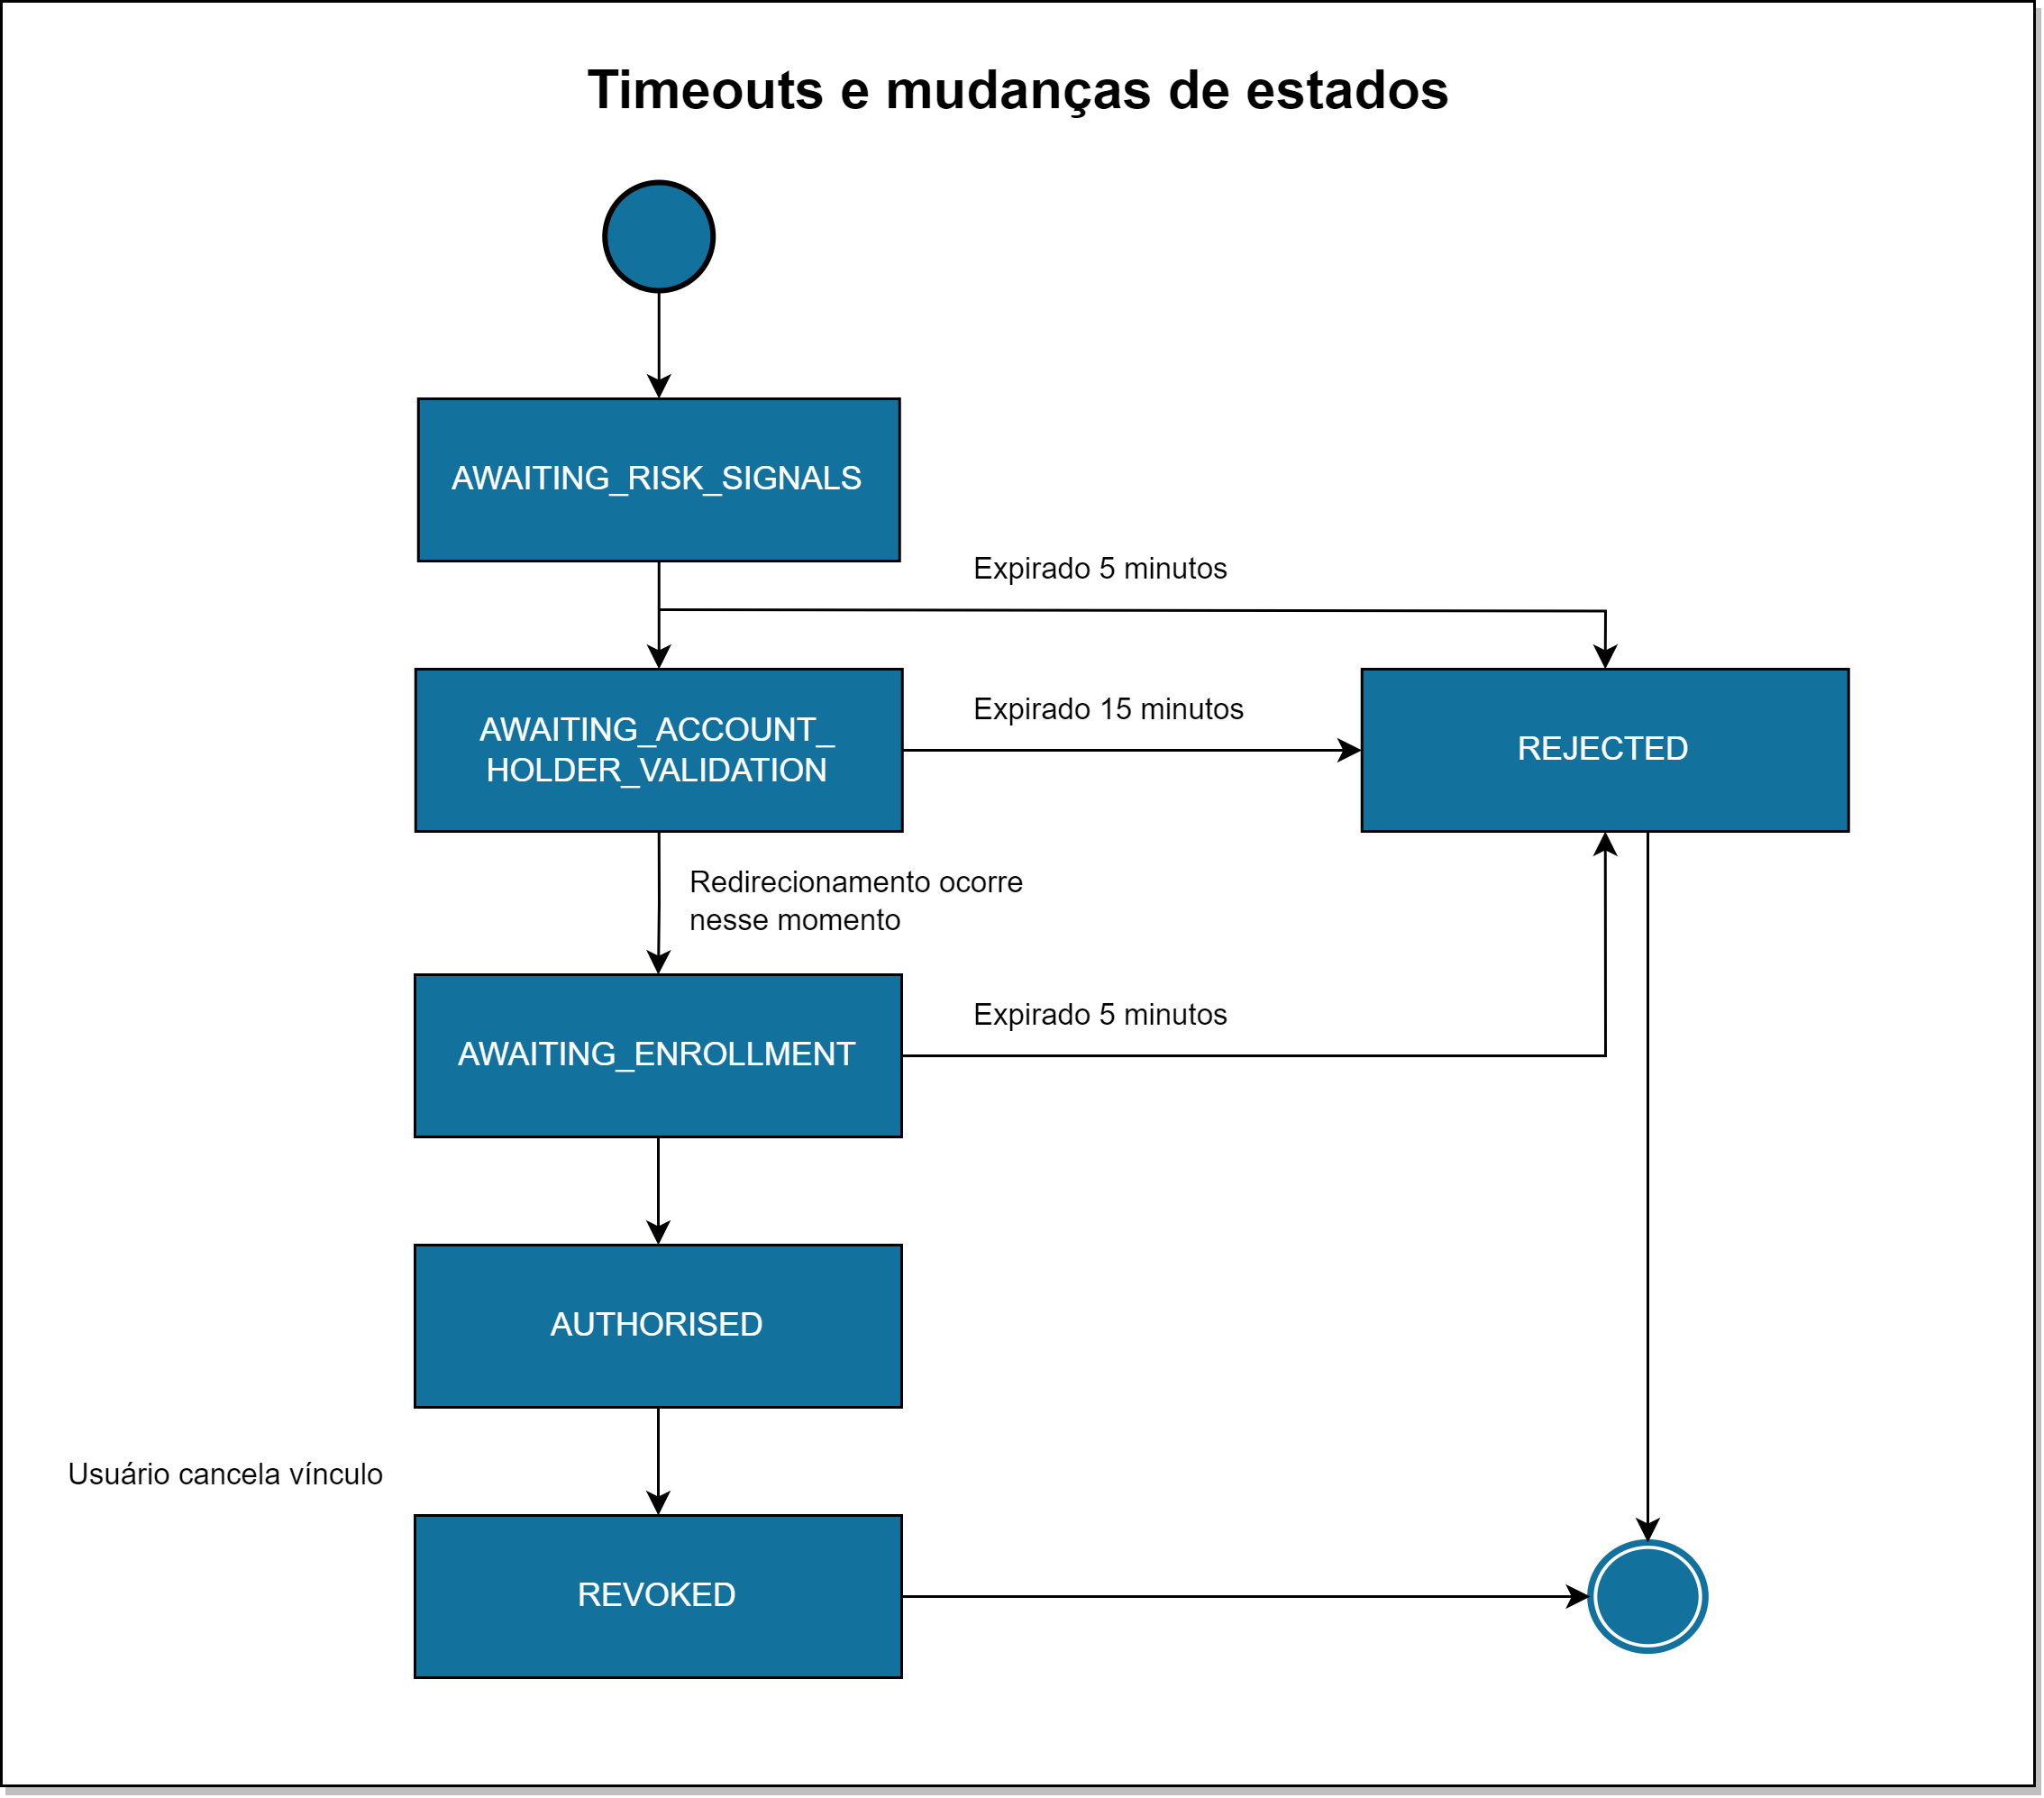 Timeouts e mudanças de estados
AWAITING_RISK_SIGNALS
Expirado 5 minutos
AWAITING_ACCOUNT_
HOLDER_VALIDATION
Expirado 15 minutos
REJECTED
Redirecionamento ocorre
nesse momento
AWAITING_ENROLLMENT
Expirado 5 minutos
AUTHORISED
Usuário cancela vínculo
REVOKED